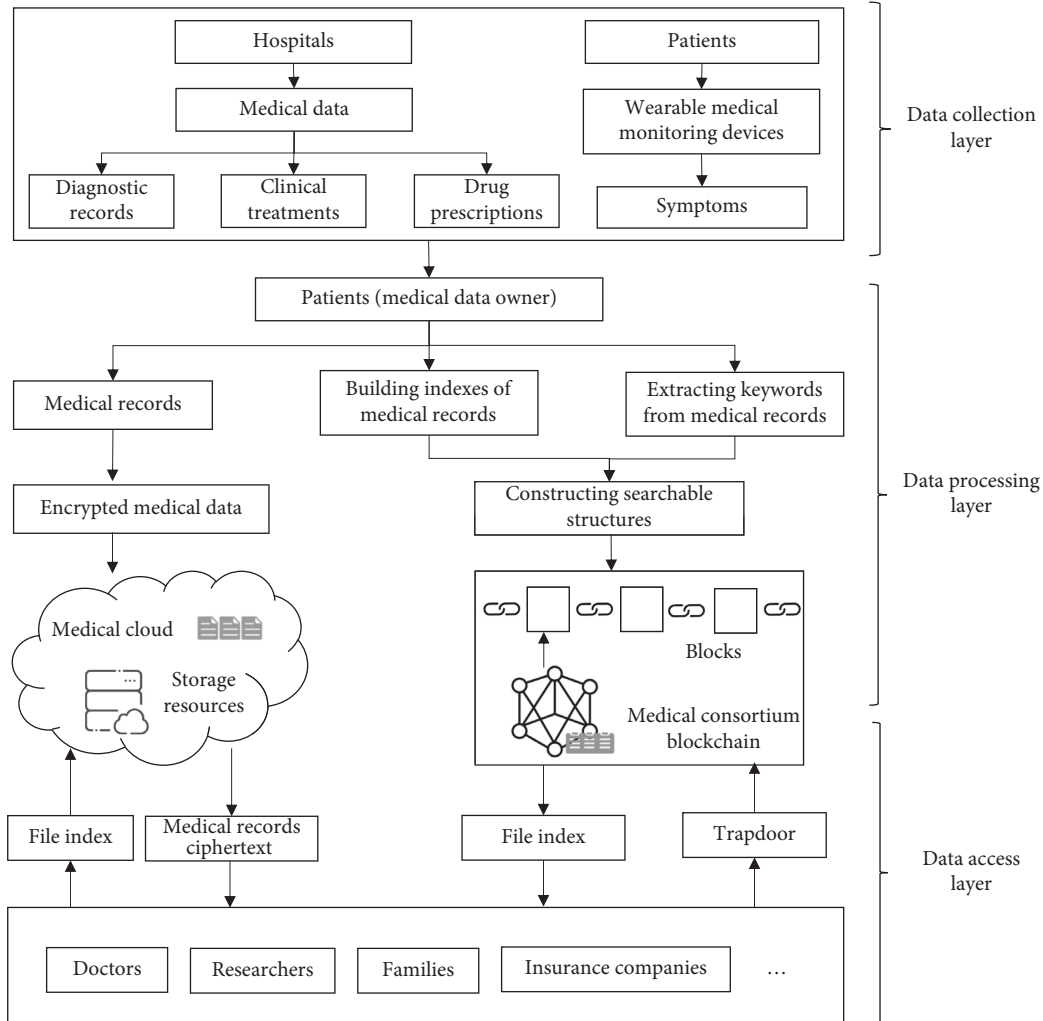 Hospitals
Patients
Medical data
Wearable medical
monitoring devices
Diagnostic
records
Clinical
treatments
Drug
prescriptions
Symptoms
Data collection
layer
Patients (medical data owner)
Medical records
Building indexes of
medical records
Extracting keywords
from medical records
Encrypted medical data
Constructing searchable
structures
Data processing
layer
Medical cloud
Storage
resources
Blocks
Medical consortium
blockchain
File index
Medical records
ciphertext
File index
Trapdoor
Data access
layer
Doctors
Researchers
Families
Insurance companies
...